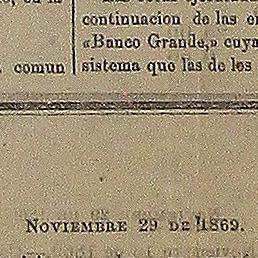 continuacion de las
«Banco Grande,» cuya
comun
sistema que las de los
NOVIEMBRE 29 DE 1869.